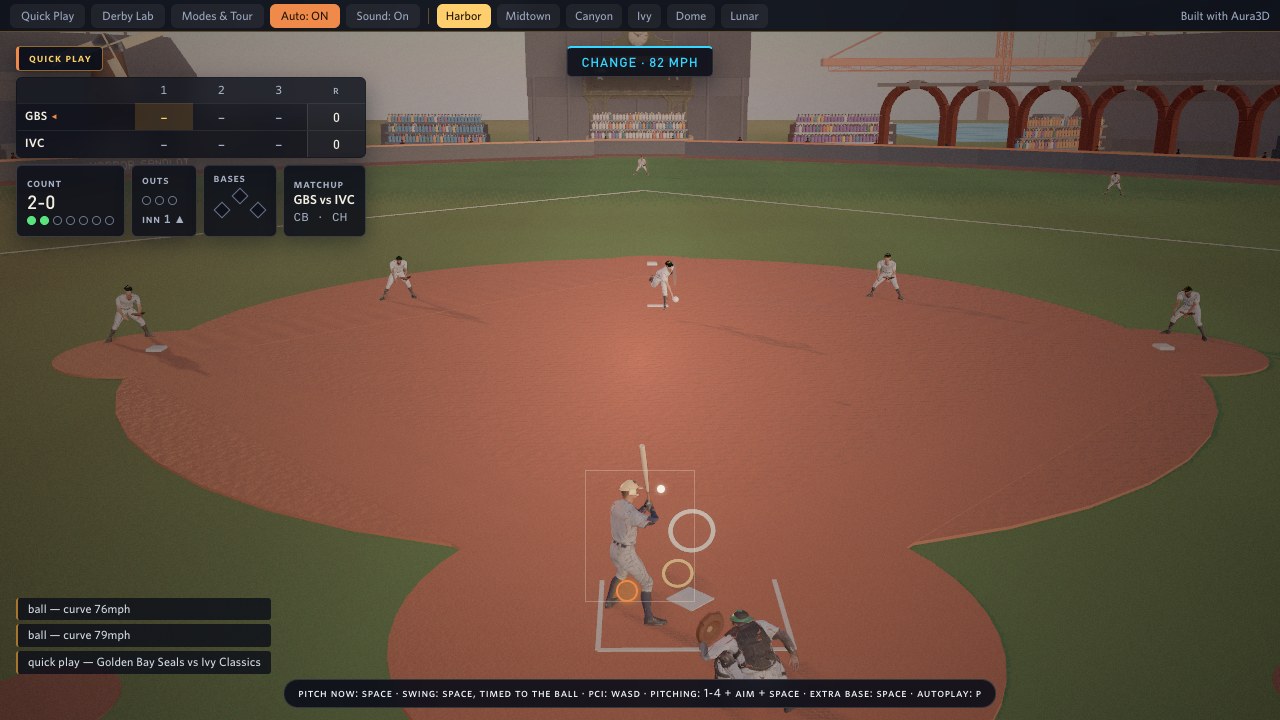 Quick Play Derby Lab Modes & Tour Auto: ON Sound: On Harbor Midtown Canyon Ivy Dome Lunar Built with Aura3D
QUICK PLAY
CHANGE · 82 MPH
1 2 3 R
GBS ◂ – – – 0
IVC – – – 0
COUNT
2-0
OUTS
INN 1 ▲
BASES
MATCHUP
GBS vs IVC
CB · CH
ball — curve 76mph
ball — curve 79mph
quick play — Golden Bay Seals vs Ivy Classics
PITCH NOW: SPACE · SWING: SPACE, TIMED TO THE BALL · PCI: WASD · PITCHING: 1-4 + AIM + SPACE · EXTRA BASE: SPACE · AUTOPLAY: P